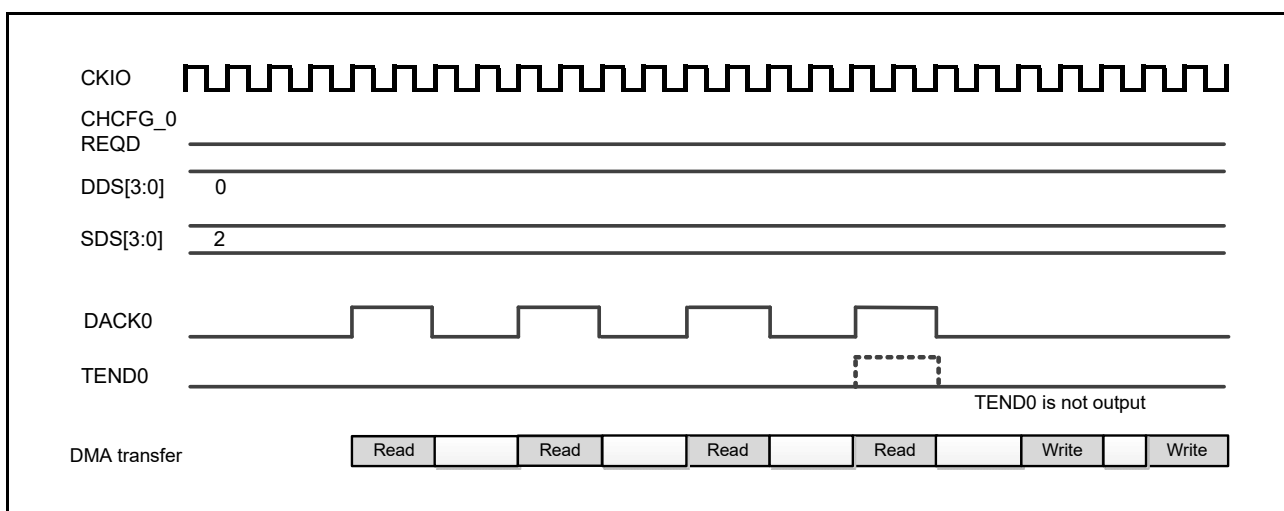 CKIO
CHCFG_0
REQD
DDS[3:0] 0
SDS[3:0] 2
DACK0
TEND0
TEND0 is not output
DMA transfer Read Read Read Read Write Write